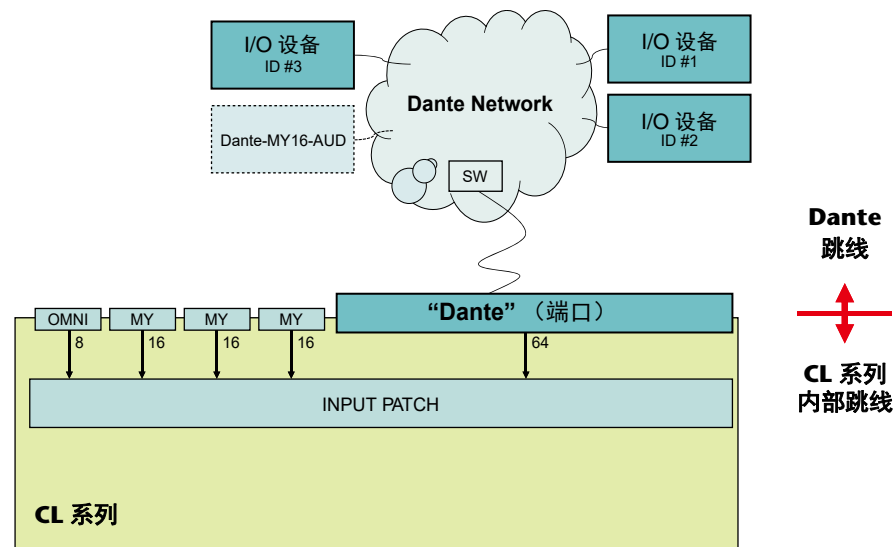 I/O 设备
ID #3
I/O 设备
ID #1
Dante Network
Dante-MY16-AUD
I/O 设备
ID #2
SW
Dante
跳线
OMNI
MY
MY
MY
“Dante”（端口）
8
16
16
16
64
INPUT PATCH
CL 系列
内部跳线
CL 系列